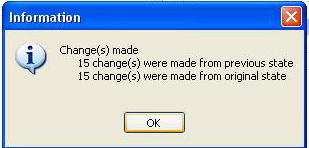 Information
Change(s) made
15 change(s) were made from previous state
15 change(s) were made from original state
OK